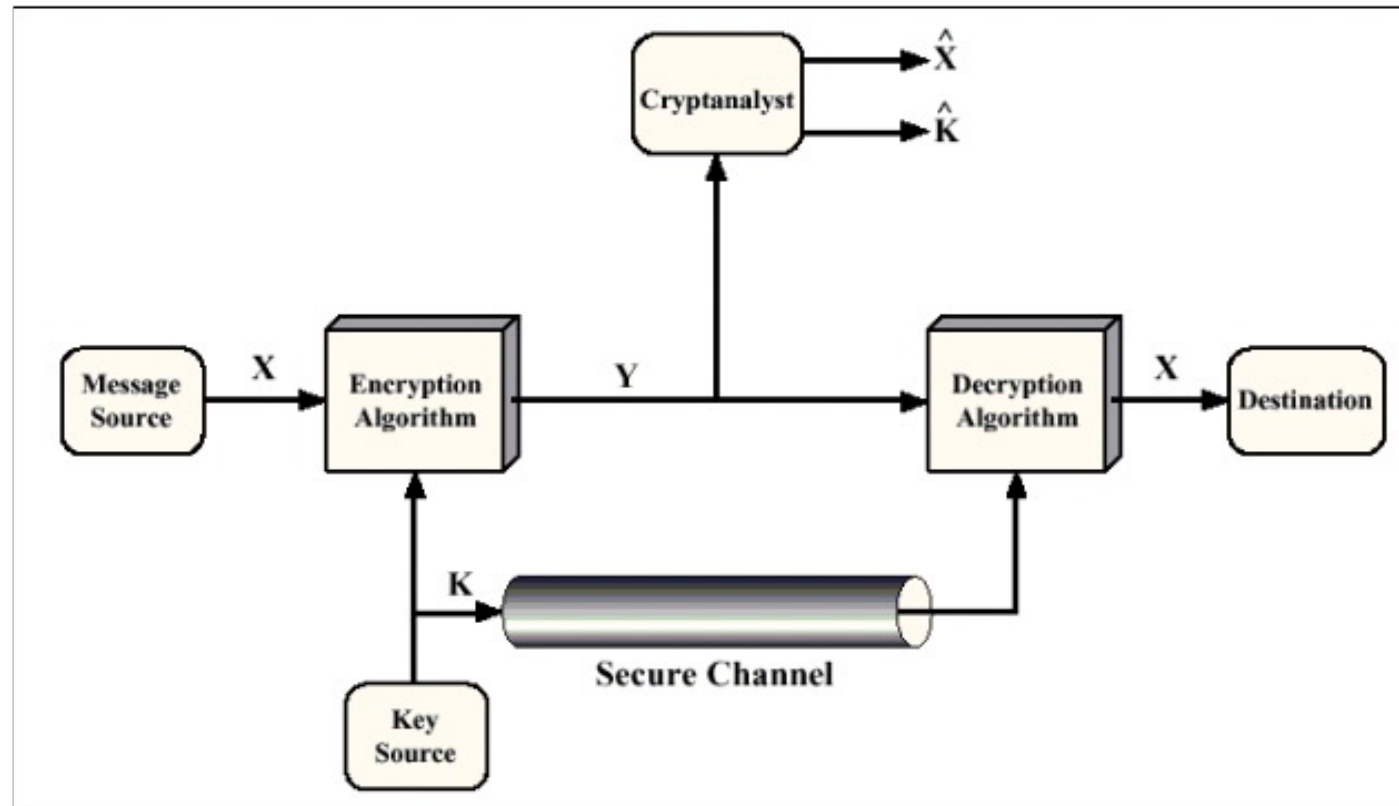 Cryptanalyst
X̂
K̂
Message
Source
X
Encryption
Algorithm
Y
Decryption
Algorithm
X
Destination
K
Secure Channel
Key
Source